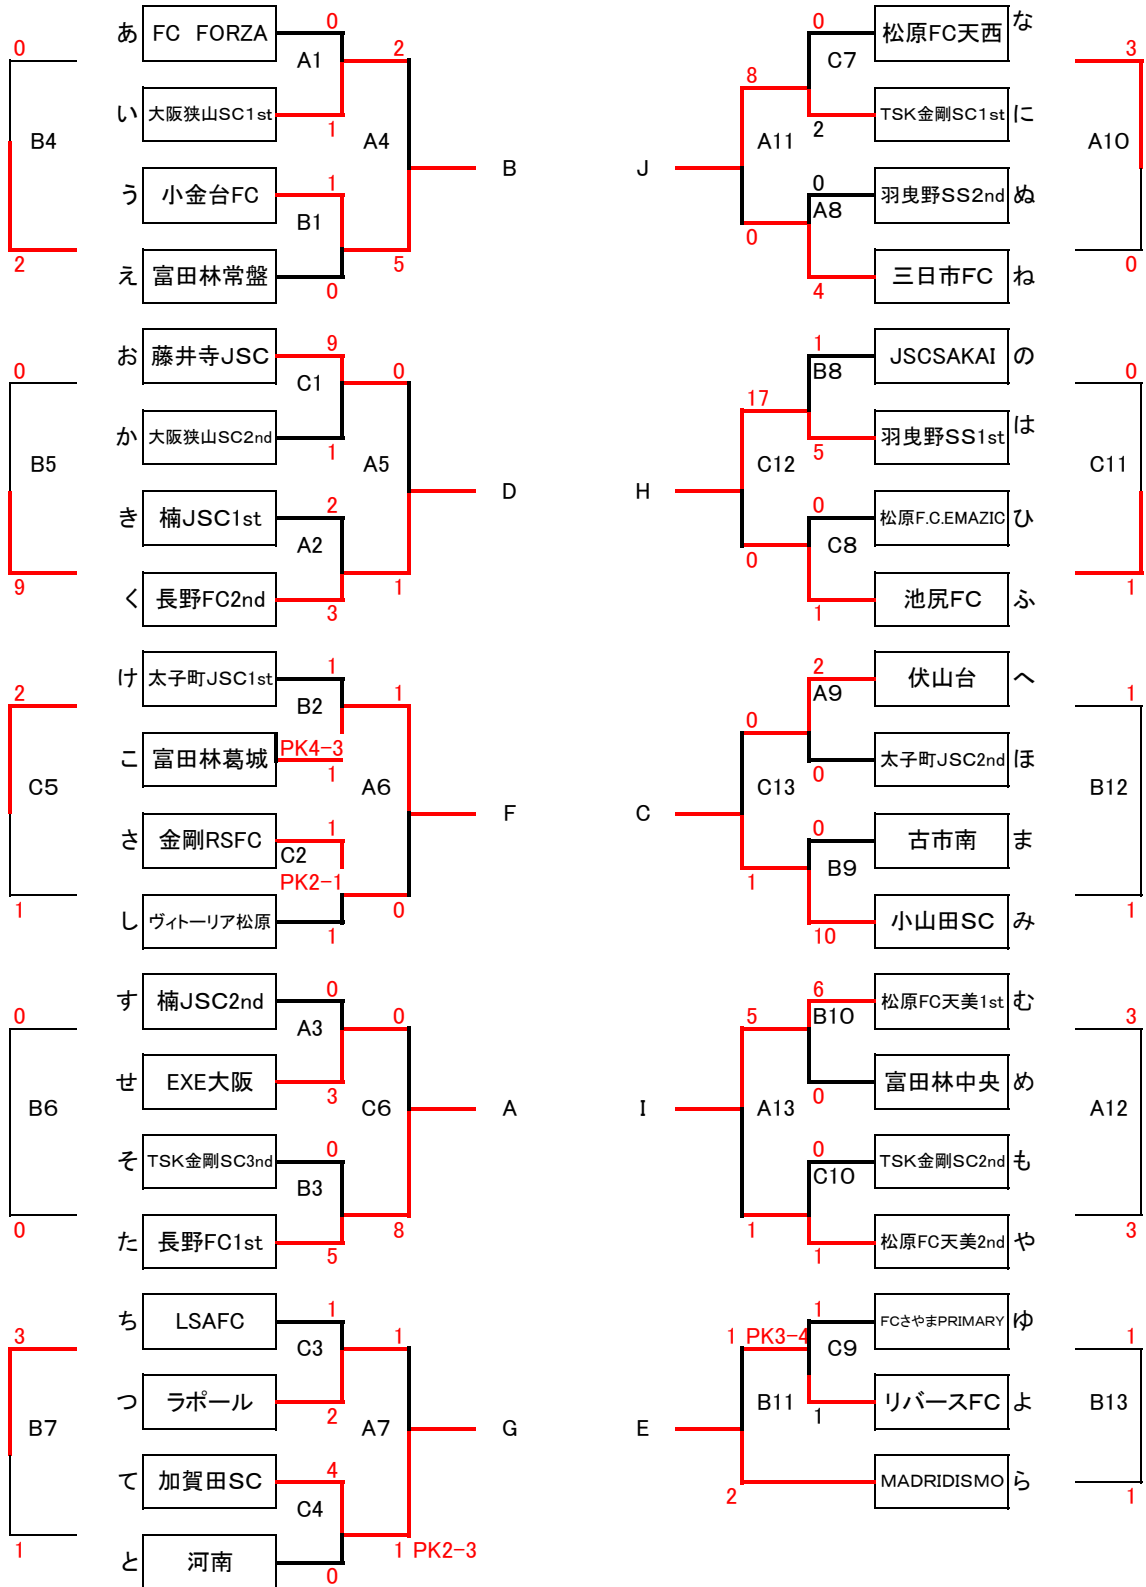 あ FC FORZA 0
0 2
A1
い 大阪狭山SC1st 1
B4 A4 B
う 小金台FC 1
B1
2 5
え 富田林常盤 0
お 藤井寺JSC 9
0 0
C1
か 大阪狭山SC2nd 1
B5 A5 D
き 楠JSC1st 2
A2
9 1
く 長野FC2nd 3
け 太子町JSC1st 1
2 1
B2
こ 富田林葛城 PK4-3
1
C5 A6 F
さ 金剛RSFC 1
C2
PK2-1
1 0
し ヴィトーリア松原 1
す 楠JSC2nd 0
0 0
A3
せ EXE大阪 3
B6 C6 A
そ TSK金剛SC3nd 0
B3
0 8
た 長野FC1st 5
ち LSAFC 1
3 1
C3
つ ラポール 2
B7 A7 G
て 加賀田SC 4
C4
1 1 PK2-3
と 河南 0
0 松原FC天西 な
3
C7
8
2 TSK金剛SC1st に
J A11 A10
0 羽曳野SS2nd ぬ
A8
0 0
4 三日市FC ね
1 JSCSAKAI の
B8
17 0
5 羽曳野SS1st は
H C12 C11
0 松原F.C.EMAZIC ひ
C8
0 1
1 池尻FC ふ
2 伏山台 へ
A9
0 1
0 太子町JSC2nd ほ
C C13 B12
0 古市南 ま
B9
1 1
10 小山田SC み
6 松原FC天美1st む
B10
5 3
0 富田林中央 め
I A13 A12
0 TSK金剛SC2nd も
C10
1 3
1 松原FC天美2nd や
1 FCさやまPRIMARY ゆ
1 PK3-4 1
C9
1 リバースFC よ
E B11 B13
MADRIDISMO ら
2 1